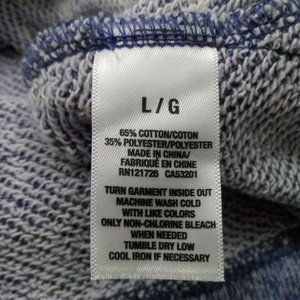 L / G
65% COTTON/COTON
35% POLYESTER/POLYESTER
MADE IN CHINA/
FABRIQUÉ EN CHINE
RN121726 CA53201
TURN GARMENT INSIDE OUT
MACHINE WASH COLD
WITH LIKE COLORS
ONLY NON-CHLORINE BLEACH
WHEN NEEDED
TUMBLE DRY LOW
COOL IRON IF NECESSARY